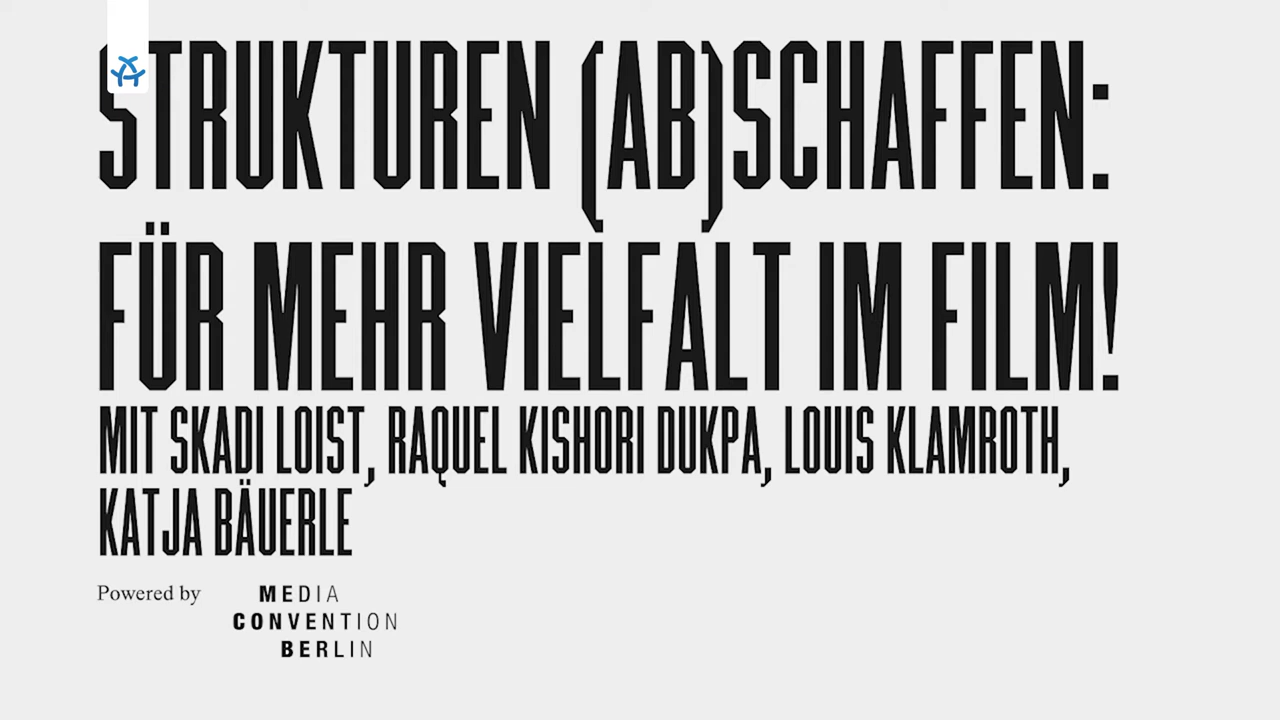 STRUKTUREN (AB)SCHAFFEN:
FÜR MEHR VIELFALT IM FILM!
MIT SKADI LOIST, RAQUEL KISHORI DUKPA, LOUIS KLAMROTH,
KATJA BÄUERLE
Powered by MEDIA
CONVENTION
BERLIN